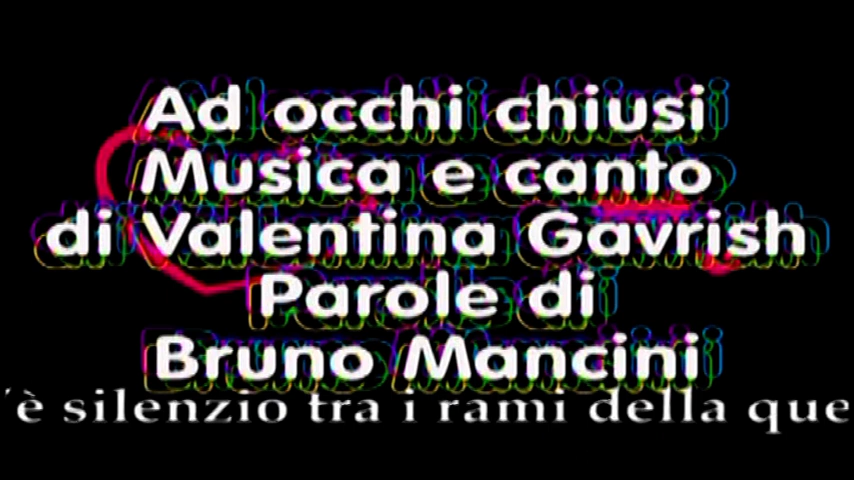 Ad occhi chiusi
Musica e canto
di Valentina Gavrish
Parole di
Bruno Mancini
'è silenzio tra i rami della que